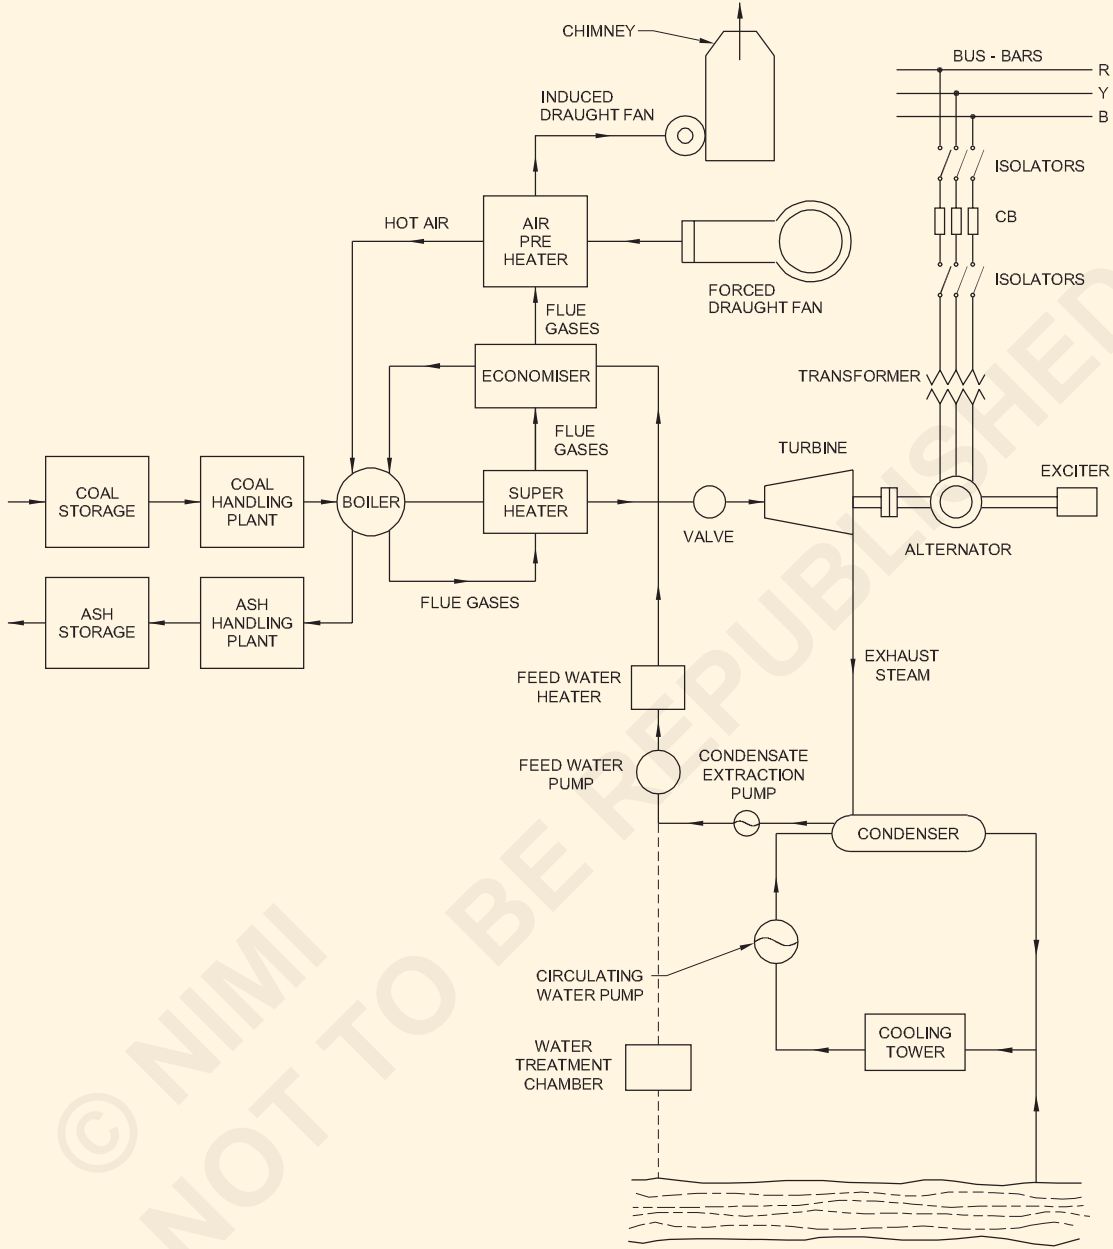 CHIMNEY
BUS - BARS
R
Y
B
INDUCED
DRAUGHT FAN
ISOLATORS
HOT AIR
AIR
PRE
HEATER
CB
FORCED
DRAUGHT FAN
ISOLATORS
FLUE
GASES
ECONOMISER
TRANSFORMER
FLUE
GASES
TURBINE
EXCITER
COAL
STORAGE
COAL
HANDLING
PLANT
BOILER
SUPER
HEATER
VALVE
ALTERNATOR
FLUE GASES
ASH
STORAGE
ASH
HANDLING
PLANT
EXHAUST
STEAM
FEED WATER
HEATER
FEED WATER
PUMP
CONDENSATE
EXTRACTION
PUMP
CONDENSER
CIRCULATING
WATER PUMP
COOLING
TOWER
WATER
TREATMENT
CHAMBER
© NIMI
NOT TO BE REPUBLISHED